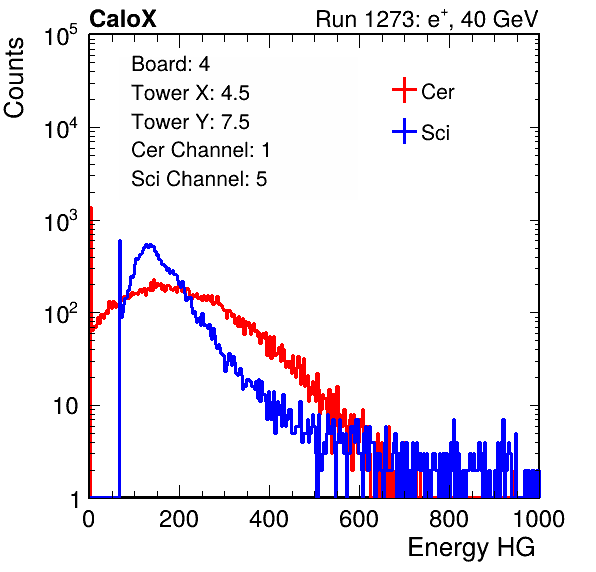 CaloX Run 1273: e⁺, 40 GeV
Counts
10⁵
10⁴
10³
10²
10
1
Board: 4
Tower X: 4.5
Tower Y: 7.5
Cer Channel: 1
Sci Channel: 5
Cer
Sci
0 200 400 600 800 1000
Energy HG